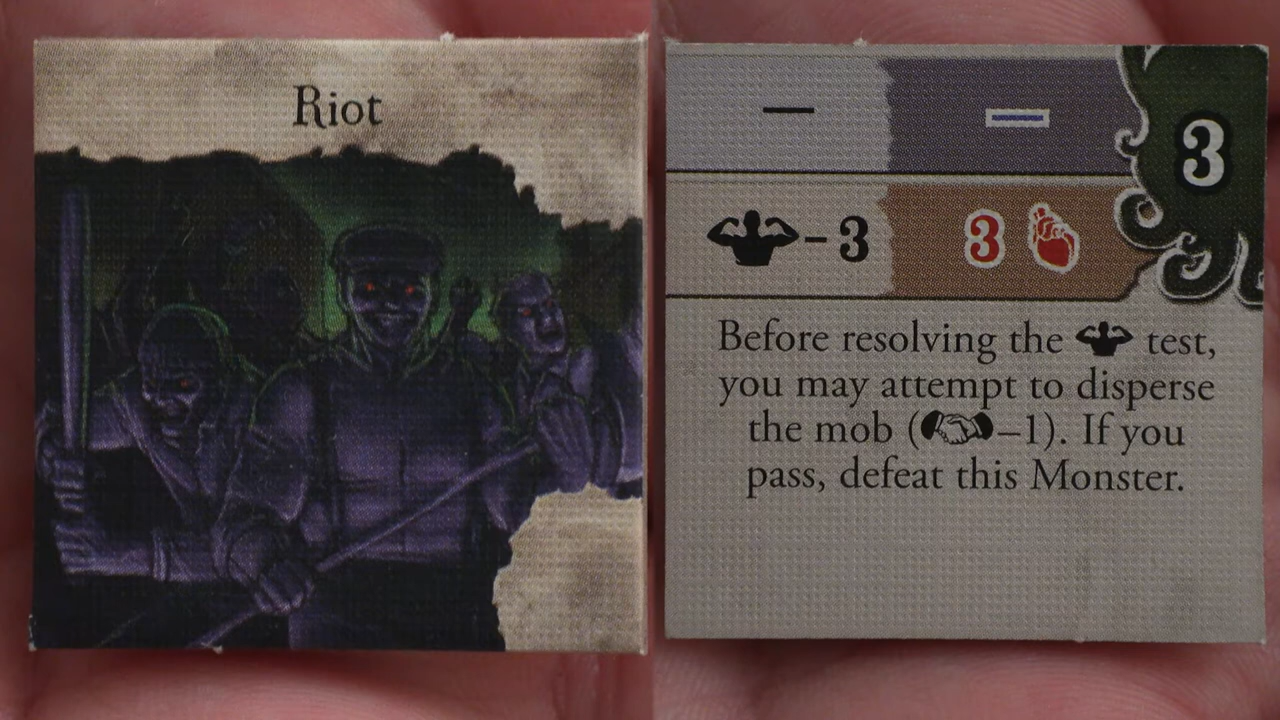 Riot
— —
3
– 3 3
Before resolving the test,
you may attempt to disperse
the mob ( –1). If you
pass, defeat this Monster.